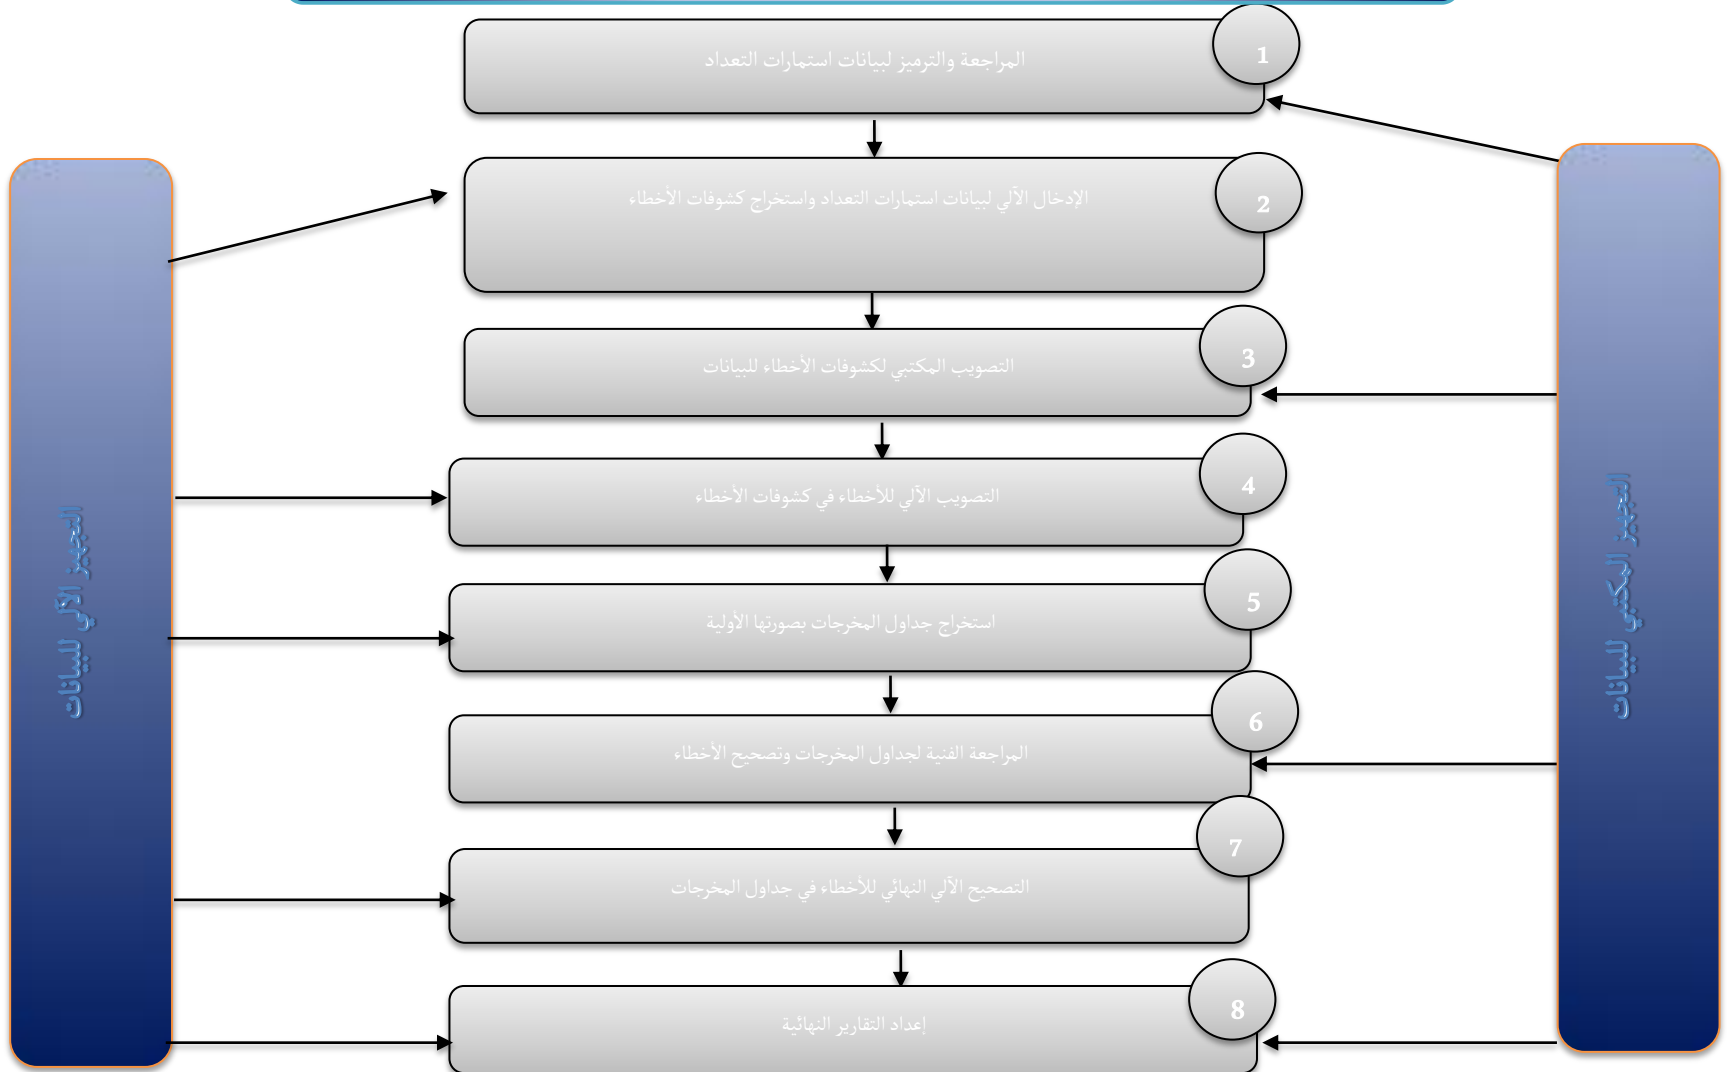 1
المراجعة والترميز لبيانات استمارات التعداد
2
الإدخال الآلي لبيانات استمارات التعداد واستخراج كشوفات الأخطاء
3
التصويب المكتبي لكشوفات الأخطاء للبيانات
4
التصويب الآلي للأخطاء في كشوفات الأخطاء
5
استخراج جداول المخرجات بصورتها الأولية
6
المراجعة الفنية لجداول المخرجات وتصحيح الأخطاء
7
التصحيح الآلي النهائي للأخطاء في جداول المخرجات
8
إعداد التقارير النهائية
التجهيز المكتبي للبيانات
التجهيز الآلي للبيانات